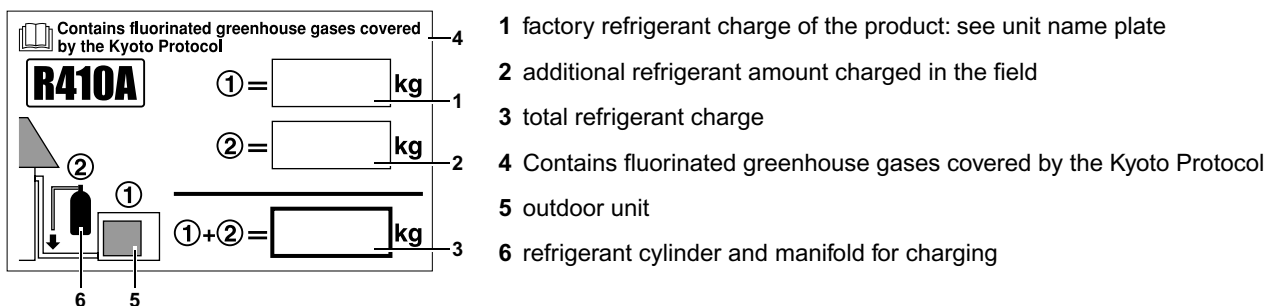 Contains fluorinated greenhouse gases covered
by the Kyoto Protocol
4
R410A
①=
kg
1
②=
kg
2
②
①
①+②=
kg
3
6
5
1 factory refrigerant charge of the product: see unit name plate
2 additional refrigerant amount charged in the field
3 total refrigerant charge
4 Contains fluorinated greenhouse gases covered by the Kyoto Protocol
5 outdoor unit
6 refrigerant cylinder and manifold for charging